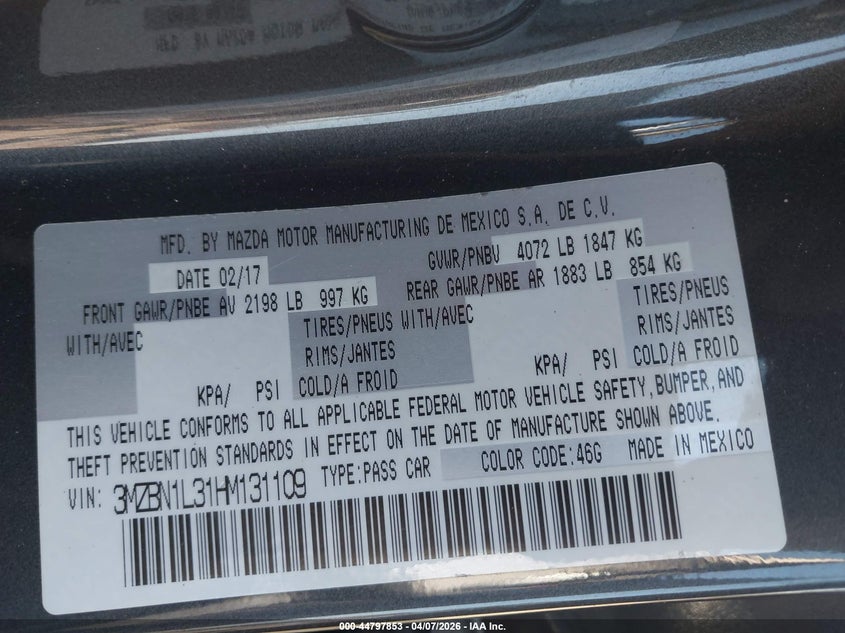 MFD. BY MAZDA MOTOR MANUFACTURING DE MEXICO S.A. DE C.V.
DATE 02/17 GVWR/PNBV 4072 LB 1847 KG
FRONT GAWR/PNBE AV 2198 LB 997 KG REAR GAWR/PNBE AR 1883 LB 854 KG
WITH/AVEC TIRES/PNEUS WITH/AVEC TIRES/PNEUS
RIMS/JANTES RIMS/JANTES
KPA/ PSI COLD/A FROID KPA/ PSI COLD/A FROID
THIS VEHICLE CONFORMS TO ALL APPLICABLE FEDERAL MOTOR VEHICLE SAFETY, BUMPER, AND
THEFT PREVENTION STANDARDS IN EFFECT ON THE DATE OF MANUFACTURE SHOWN ABOVE.
VIN: 3MZBN1L31HM131109 TYPE:PASS CAR COLOR CODE:46G MADE IN MEXICO
000-44797853 - 04/07/2026 - IAA Inc.